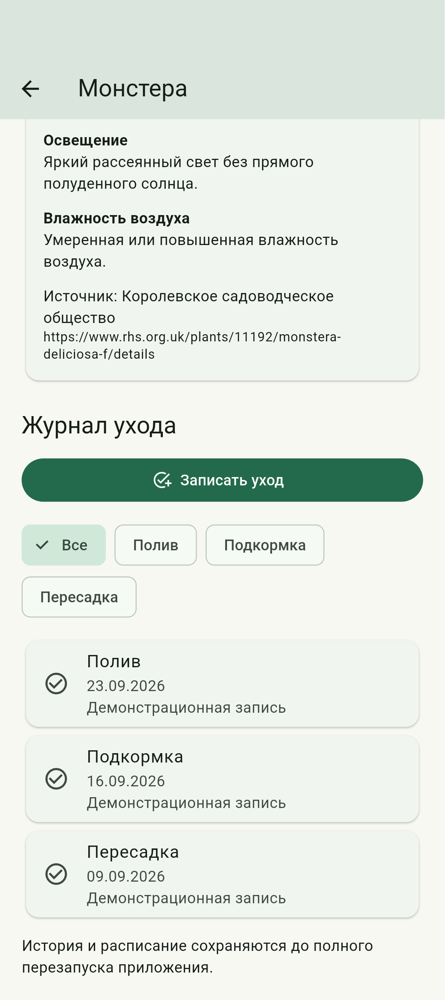 Монстера
Освещение
Яркий рассеянный свет без прямого
полуденного солнца.
Влажность воздуха
Умеренная или повышенная влажность
воздуха.
Источник: Королевское садоводческое
общество
https://www.rhs.org.uk/plants/11192/monstera-
deliciosa-f/details
Журнал ухода
Записать уход
Все
Полив
Подкормка
Пересадка
Полив
23.09.2026
Демонстрационная запись
Подкормка
16.09.2026
Демонстрационная запись
Пересадка
09.09.2026
Демонстрационная запись
История и расписание сохраняются до полного
перезапуска приложения.